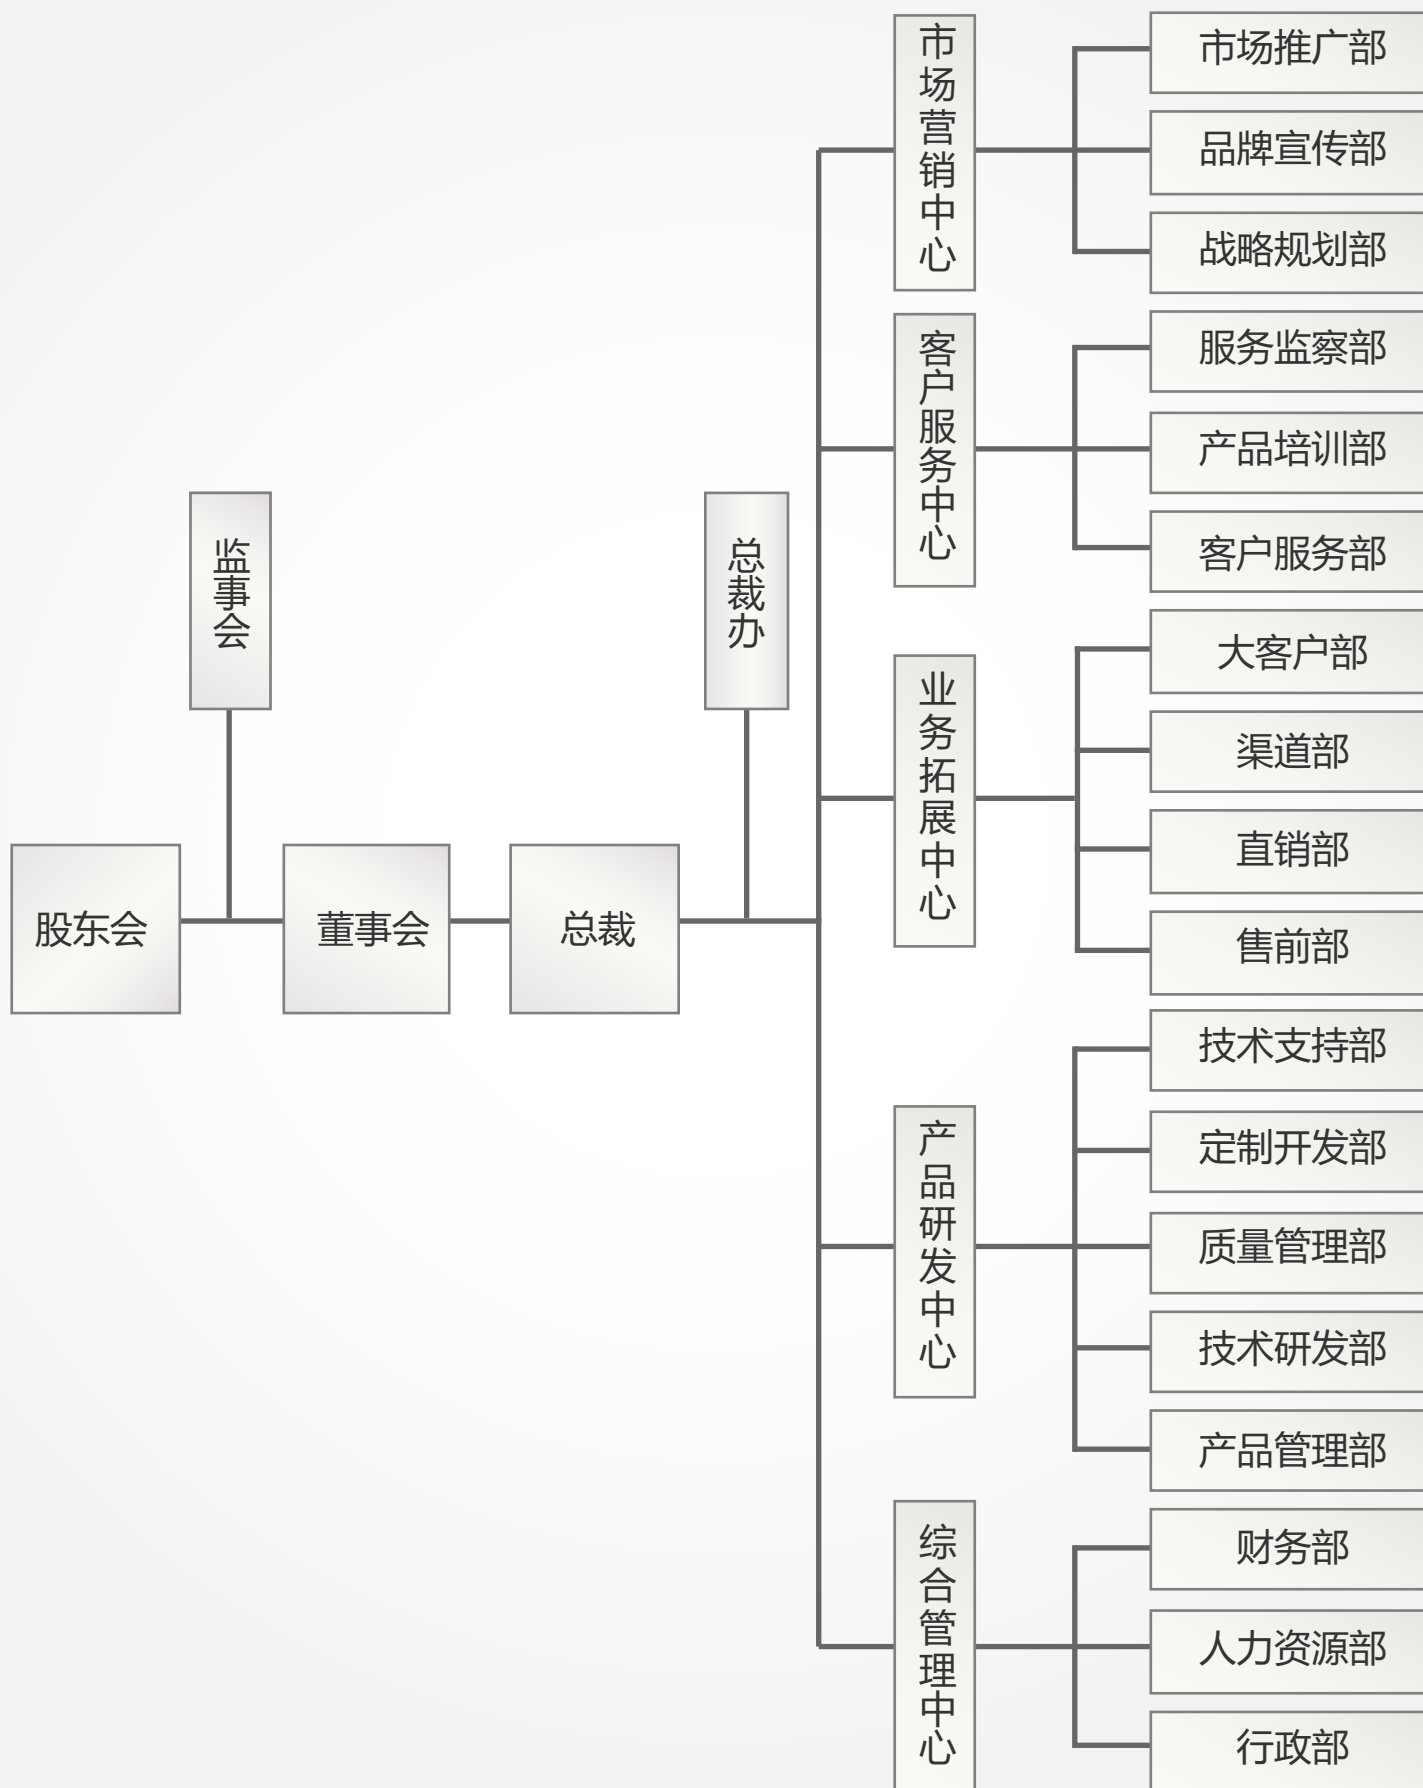 股东会
监事会
董事会
总裁
总裁办
市场营销中心
市场推广部
品牌宣传部
战略规划部
客户服务中心
服务监察部
产品培训部
客户服务部
业务拓展中心
大客户部
渠道部
直销部
售前部
产品研发中心
技术支持部
定制开发部
质量管理部
技术研发部
产品管理部
综合管理中心
财务部
人力资源部
行政部